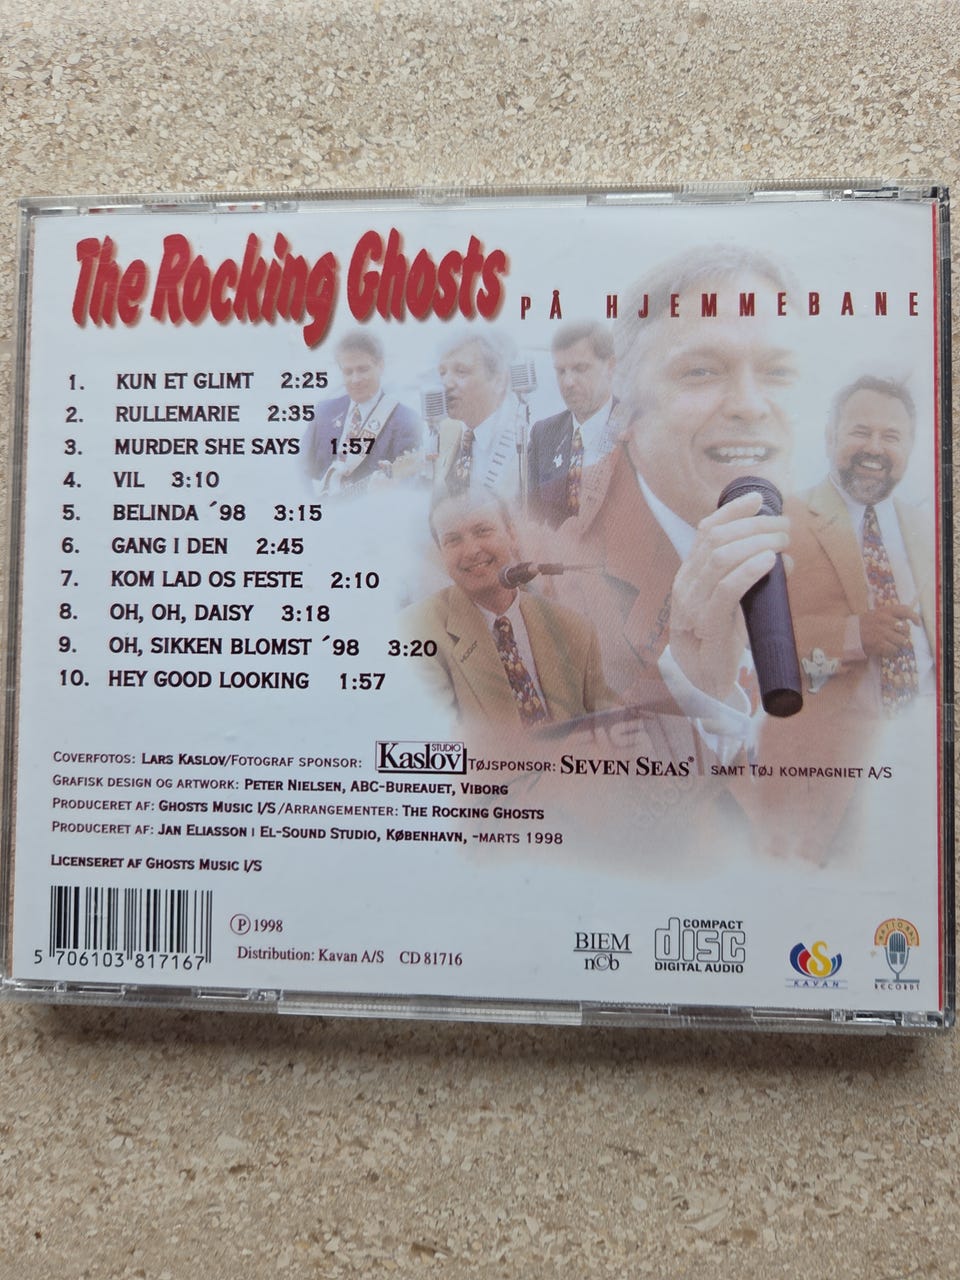 The Rocking Ghosts PÅ HJEMMEBANE
1. KUN ET GLIMT 2:25
2. RULLEMARIE 2:35
3. MURDER SHE SAYS 1:57
4. VIL 3:10
5. BELINDA ´98 3:15
6. GANG I DEN 2:45
7. KOM LAD OS FESTE 2:10
8. OH, OH, DAISY 3:18
9. OH, SIKKEN BLOMST ´98 3:20
10. HEY GOOD LOOKING 1:57
COVERFOTOS: LARS KASLOV/FOTOGRAF SPONSOR: STUDIO Kaslov TØJSPONSOR: SEVEN SEAS® SAMT TØJ KOMPAGNIET A/S
GRAFISK DESIGN OG ARTWORK: PETER NIELSEN, ABC-BUREAUET, VIBORG
PRODUCERET AF: GHOSTS MUSIC I/S/ARRANGEMENTER: THE ROCKING GHOSTS
PRODUCERET AF: JAN ELIASSON I EL-SOUND STUDIO, KØBENHAVN, -MARTS 1998
LICENSERET AF GHOSTS MUSIC I/S
5 706103 817167
Ⓟ 1998
Distribution: Kavan A/S CD 81716
BIEM
n©b
COMPACT
disc
DIGITAL AUDIO
S
KAVAN
NATIONAL
RECORDS